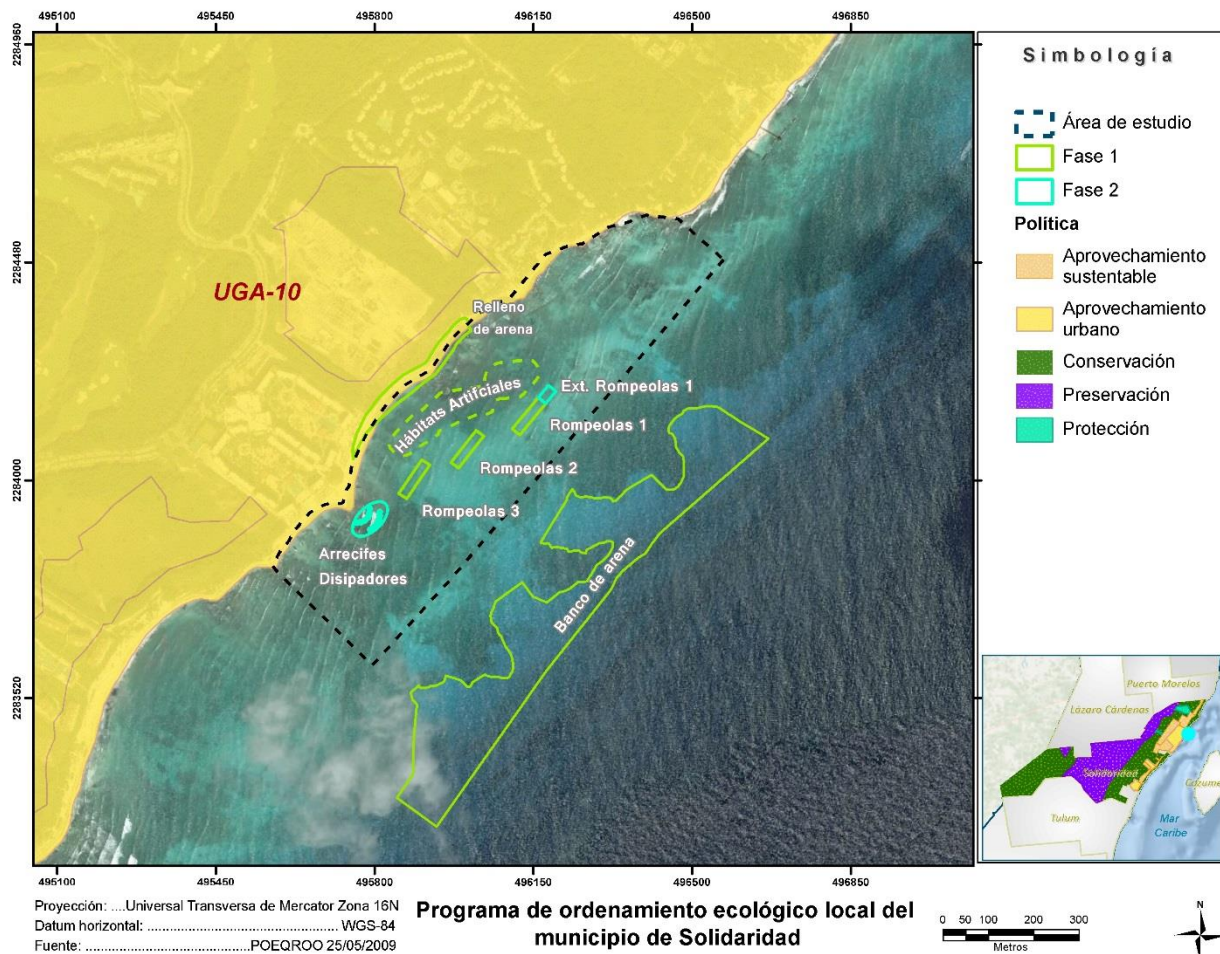 495100 495450 495800 496150 496500 496850
2284960
2284480
2284000
2283520
UGA-10
Relleno
de arena
Hábitats Artifciales
Ext. Rompeolas 1
Rompeolas 1
Rompeolas 2
Rompeolas 3
Arrecifes
Disipadores
Banco de arena
495100 495450 495800 496150 496500 496850
Simbología
Área de estudio
Fase 1
Fase 2
Política
Aprovechamiento
sustentable
Aprovechamiento
urbano
Conservación
Preservación
Protección
Puerto Morelos
Lázaro Cárdenas
Solidaridad
Cozumel
Tulum
Mar
Caribe
Proyección: ....Universal Transversa de Mercator Zona 16N
Datum horizontal: ........................................ WGS-84
Fuente: .................................................POEQROO 25/05/2009
Programa de ordenamiento ecológico local del
municipio de Solidaridad
0 50 100 200 300
Metros
N